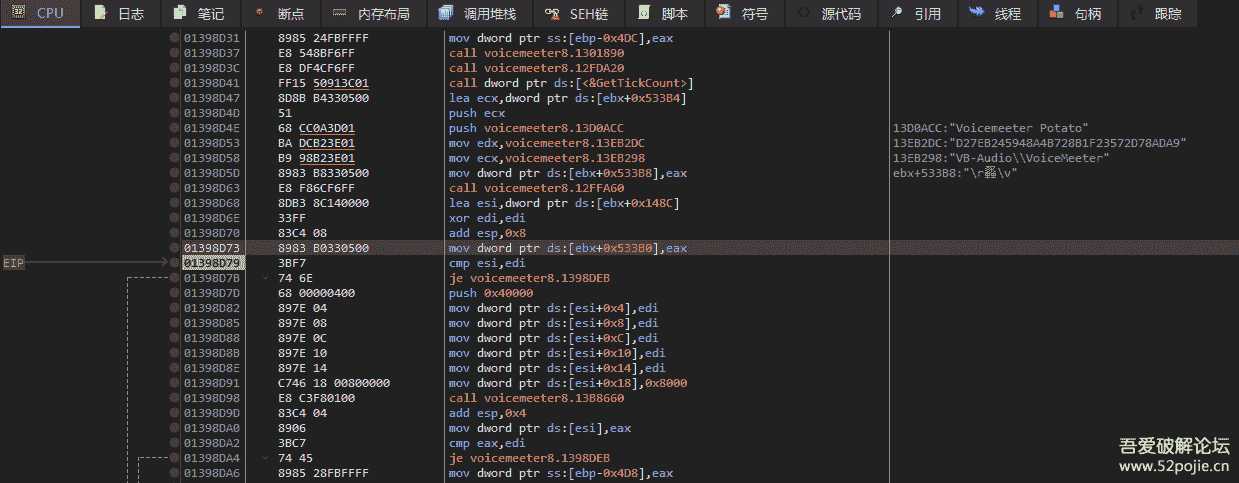 CPU 日志 笔记 断点 内存布局 调用堆栈 SEH链 脚本 符号 源代码 引用 线程 句柄 跟踪
01398D31 8985 24FBFFFF mov dword ptr ss:[ebp-0x4DC],eax
01398D37 E8 548BF6FF call voicemeeter8.1301890
01398D3C E8 DF4CF6FF call voicemeeter8.12FDA20
01398D41 FF15 50913C01 call dword ptr ds:[<&GetTickCount>]
01398D47 8D8B B4330500 lea ecx,dword ptr ds:[ebx+0x533B4]
01398D4D 51 push ecx
01398D4E 68 CC0A3D01 push voicemeeter8.13D0ACC 13D0ACC:"Voicemeeter Potato"
01398D53 BA DCB23E01 mov edx,voicemeeter8.13EB2DC 13EB2DC:"D27EB245948A4B728B1F23572D78ADA9"
01398D58 B9 98B23E01 mov ecx,voicemeeter8.13EB298 13EB298:"VB-Audio\\VoiceMeeter"
01398D5D 8983 B8330500 mov dword ptr ds:[ebx+0x533B8],eax ebx+533B8:"\r \v"
01398D63 E8 F86CF6FF call voicemeeter8.12FFA60
01398D68 8DB3 8C140000 lea esi,dword ptr ds:[ebx+0x148C]
01398D6E 33FF xor edi,edi
01398D70 83C4 08 add esp,0x8
01398D73 8983 B0330500 mov dword ptr ds:[ebx+0x533B0],eax
EIP 01398D79 3BF7 cmp esi,edi
01398D7B 74 6E je voicemeeter8.1398DEB
01398D7D 68 00000400 push 0x40000
01398D82 897E 04 mov dword ptr ds:[esi+0x4],edi
01398D85 897E 08 mov dword ptr ds:[esi+0x8],edi
01398D88 897E 0C mov dword ptr ds:[esi+0xC],edi
01398D8B 897E 10 mov dword ptr ds:[esi+0x10],edi
01398D8E 897E 14 mov dword ptr ds:[esi+0x14],edi
01398D91 C746 18 00800000 mov dword ptr ds:[esi+0x18],0x8000
01398D98 E8 C3F80100 call voicemeeter8.13B8660
01398D9D 83C4 04 add esp,0x4
01398DA0 8906 mov dword ptr ds:[esi],eax
01398DA2 3BC7 cmp eax,edi
01398DA4 74 45 je voicemeeter8.1398DEB
01398DA6 8985 28FBFFFF mov dword ptr ss:[ebp-0x4D8],eax
吾爱破解论坛
www.52pojie.cn